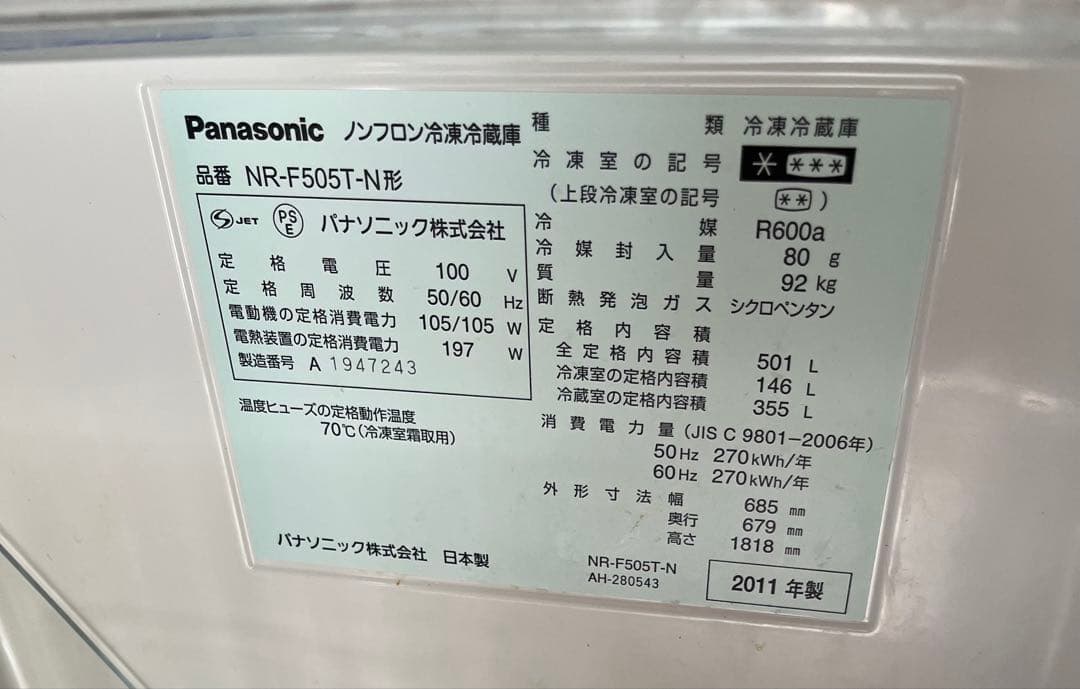 Panasonic ノンフロン冷凍冷蔵庫
品番 NR-F505T-N形
JET PSE パナソニック株式会社
定格電圧 100 V
定格周波数 50/60 Hz
電動機の定格消費電力 105/105 W
電熱装置の定格消費電力 197 W
製造番号 A 1947243
温度ヒューズの定格動作温度
70℃(冷凍室霜取用)
パナソニック株式会社 日本製
種類 冷凍冷蔵庫
冷凍室の記号 * ***
(上段冷凍室の記号 **)
冷媒 R600a
冷媒封入量 80 g
質量 92 kg
断熱発泡ガス シクロペンタン
定格内容積
全定格内容積 501 L
冷凍室の定格内容積 146 L
冷蔵室の定格内容積 355 L
消費電力量(JIS C 9801-2006年)
50Hz 270kWh/年
60Hz 270kWh/年
外形寸法幅 685 mm
奥行 679 mm
高さ 1818 mm
NR-F505T-N
AH-280543
2011 年製